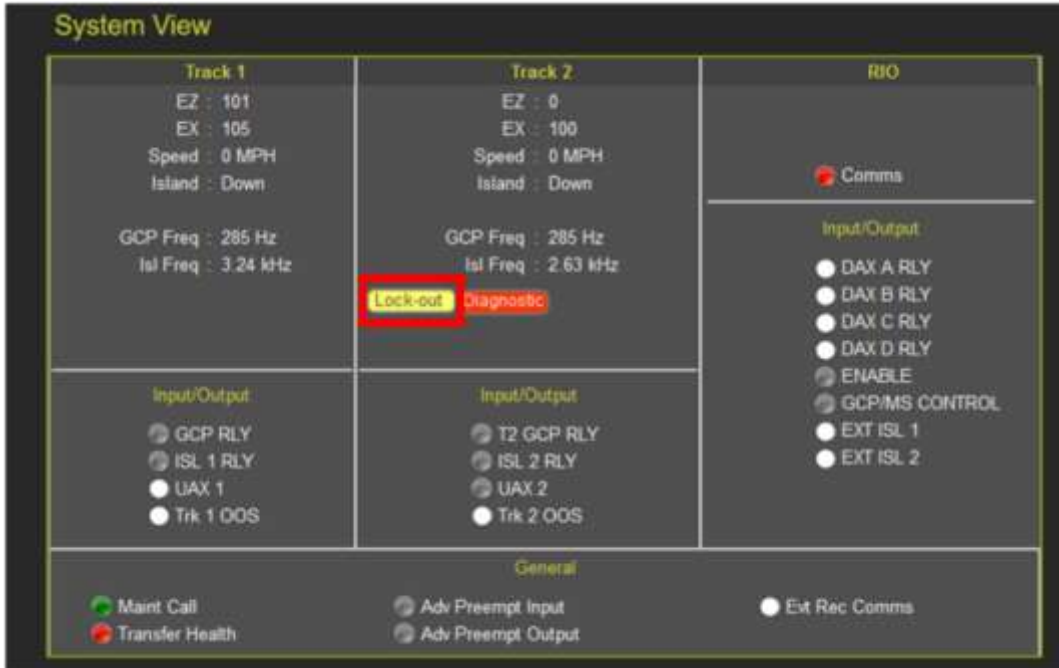 System View
Track 1
EZ : 101
EX : 105
Speed : 0 MPH
Island : Down
GCP Freq : 285 Hz
Isl Freq : 3.24 kHz
Input/Output
GCP RLY
ISL 1 RLY
UAX 1
Trk 1 OOS
Track 2
EZ : 0
EX : 100
Speed : 0 MPH
Island : Down
GCP Freq : 285 Hz
Isl Freq : 2.63 kHz
Lock-out Diagnostic
Input/Output
T2 GCP RLY
ISL 2 RLY
UAX 2
Trk 2 OOS
RIO
Comms
Input/Output
DAX A RLY
DAX B RLY
DAX C RLY
DAX D RLY
ENABLE
GCP/MS CONTROL
EXT ISL 1
EXT ISL 2
General
Maint Call
Transfer Health
Adv Preempt Input
Adv Preempt Output
Evt Rec Comms